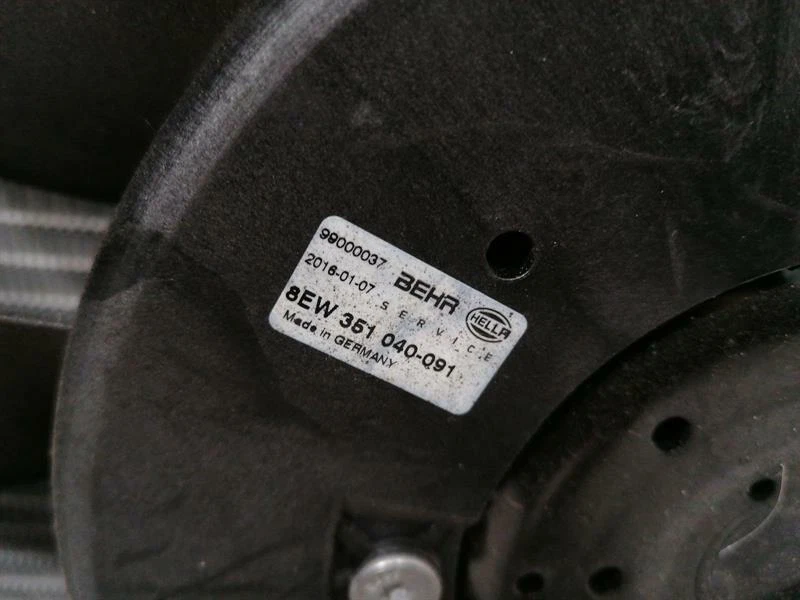 99000037
2016-01-07
BEHR
HELLA
SERVICE
8EW 351 040-091
Made in GERMANY